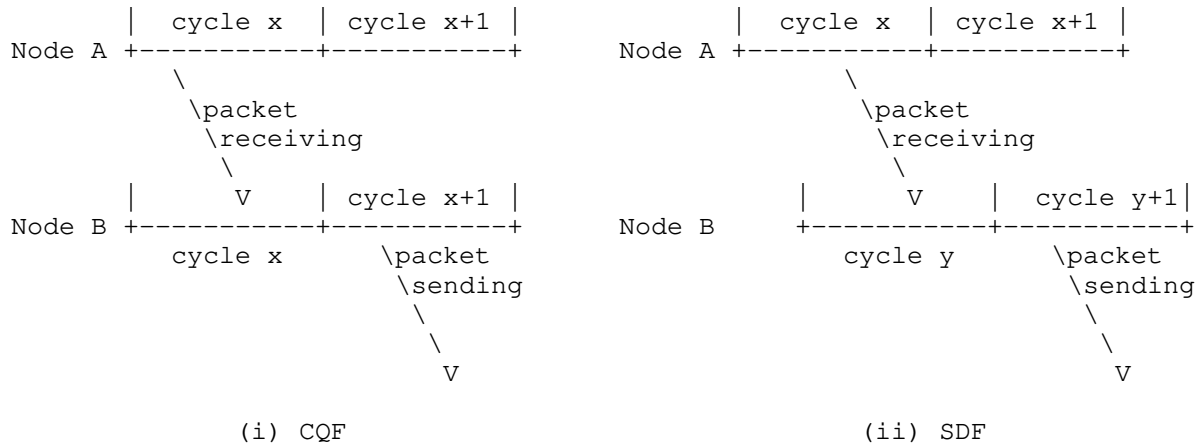 cycle x cycle x+1 cycle x cycle x+1
Node A Node A
packet packet
receiving receiving
V cycle x+1 V cycle y+1
Node B Node B
cycle x packet cycle y packet
sending sending
V V
(i) CQF (ii) SDF